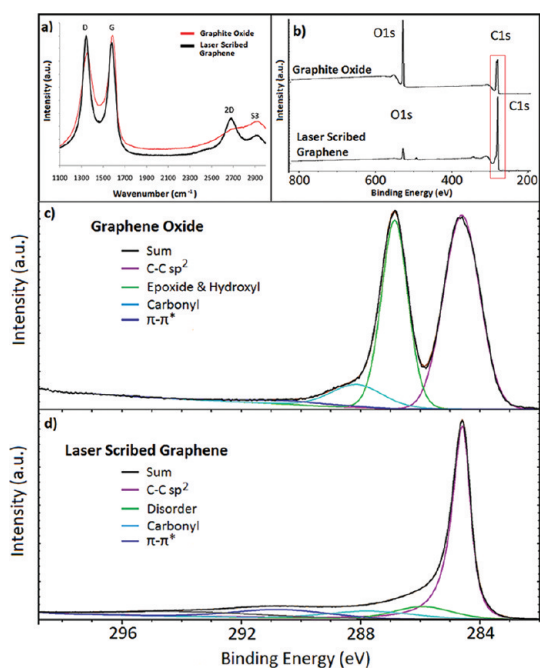 a)
D
G
Graphite Oxide
Laser Scribed
Graphene
2D
S3
1100 1300 1500 1700 1900 2100 2300 2500 2700 2900
Wavenumber (cm⁻¹)
Intensity (a.u.)
b)
O1s
C1s
Graphite Oxide
O1s
C1s
Laser Scribed
Graphene
800 600 400 200
Binding Energy (eV)
Intensity (a.u.)
c)
Graphene Oxide
Sum
C-C sp²
Epoxide & Hydroxyl
Carbonyl
π-π*
Intensity (a.u.)
d)
Laser Scribed Graphene
Sum
C-C sp²
Disorder
Carbonyl
π-π*
Intensity (a.u.)
296 292 288 284
Binding Energy (eV)